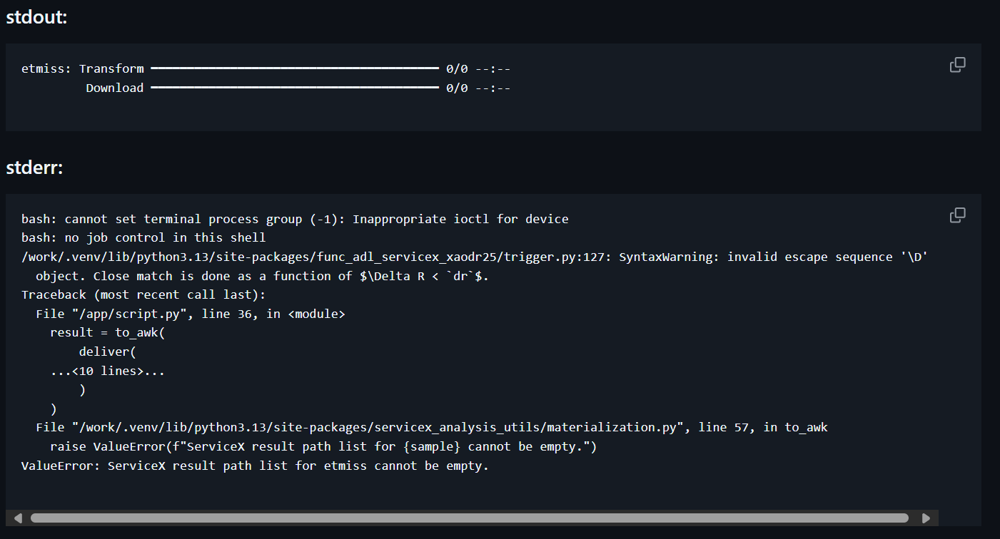 stdout:
etmiss: Transform ━━━━━━━━━━━━━━━━━━━━━━━━━━━━━━━━━━━━━━━━ 0/0 --:--
         Download ━━━━━━━━━━━━━━━━━━━━━━━━━━━━━━━━━━━━━━━━ 0/0 --:--
stderr:
bash: cannot set terminal process group (-1): Inappropriate ioctl for device
bash: no job control in this shell
/work/.venv/lib/python3.13/site-packages/func_adl_servicex_xaodr25/trigger.py:127: SyntaxWarning: invalid escape sequence '\D'
  object. Close match is done as a function of $\Delta R < `dr`$.
Traceback (most recent call last):
  File "/app/script.py", line 36, in <module>
    result = to_awk(
        deliver(
    ...<10 lines>...
        )
    )
  File "/work/.venv/lib/python3.13/site-packages/servicex_analysis_utils/materialization.py", line 57, in to_awk
    raise ValueError(f"ServiceX result path list for {sample} cannot be empty.")
ValueError: ServiceX result path list for etmiss cannot be empty.